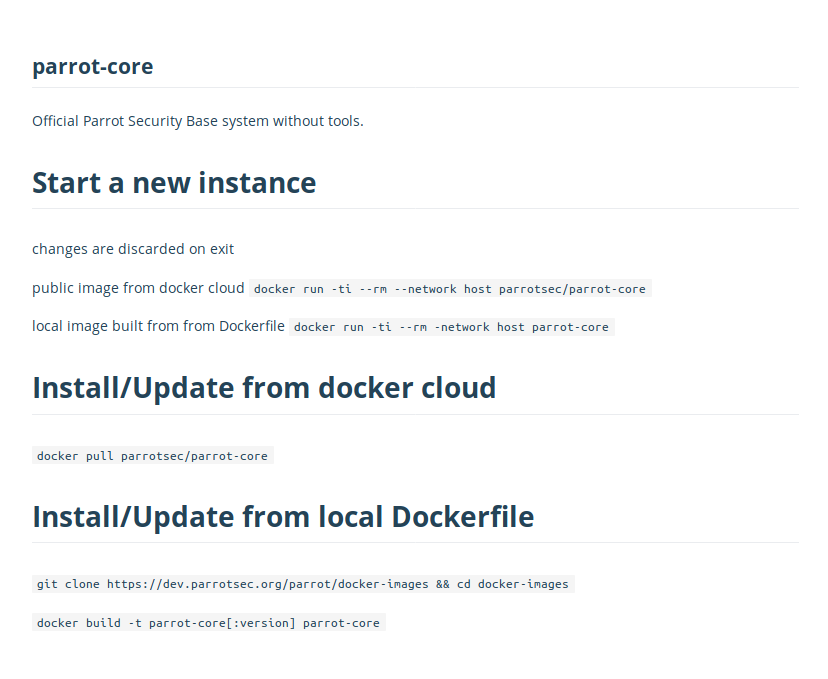 parrot-core
Official Parrot Security Base system without tools.
Start a new instance
changes are discarded on exit
public image from docker cloud docker run -ti --rm --network host parrotsec/parrot-core
local image built from from Dockerfile docker run -ti --rm -network host parrot-core
Install/Update from docker cloud
docker pull parrotsec/parrot-core
Install/Update from local Dockerfile
git clone https://dev.parrotsec.org/parrot/docker-images && cd docker-images
docker build -t parrot-core[:version] parrot-core